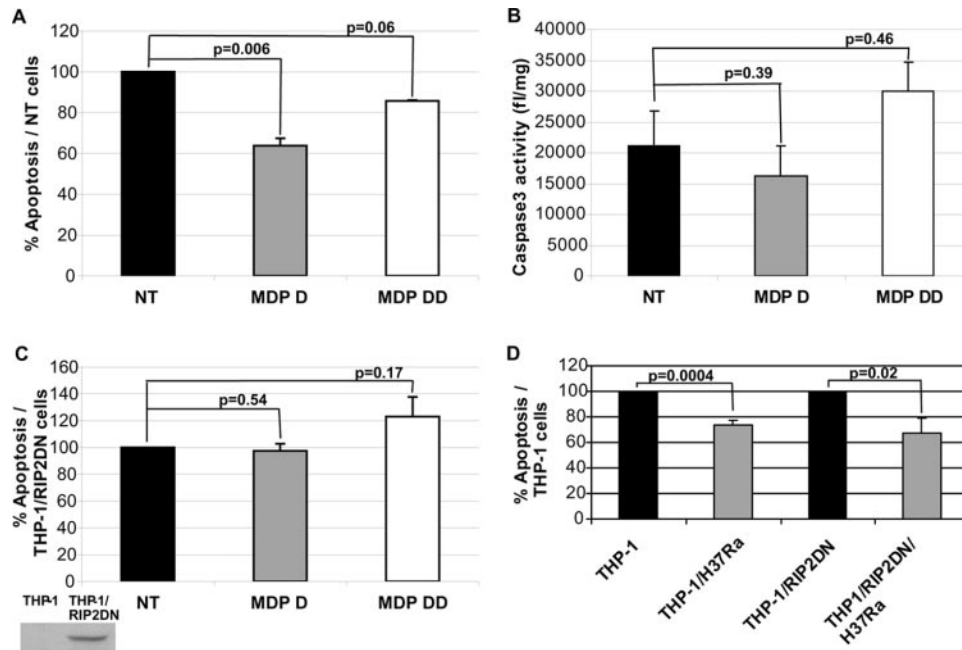 A
% Apoptosis / NT cells
120
100
80
60
40
20
0
p=0.06
p=0.006
NT
MDP D
MDP DD
B
Caspase3 activity (fl/mg)
40000
35000
30000
25000
20000
15000
10000
5000
0
p=0.46
p=0.39
NT
MDP D
MDP DD
C
% Apoptosis /
THP-1/RIP2DN cells
160
140
120
100
80
60
40
20
0
p=0.17
p=0.54
NT
MDP D
MDP DD
THP-1
THP-1/
RIP2DN
D
% Apoptosis /
THP-1 cells
120
100
80
60
40
20
0
p=0.0004
p=0.02
THP-1
THP-1/H37Ra
THP-1/RIP2DN
THP1/RIP2DN/
H37Ra